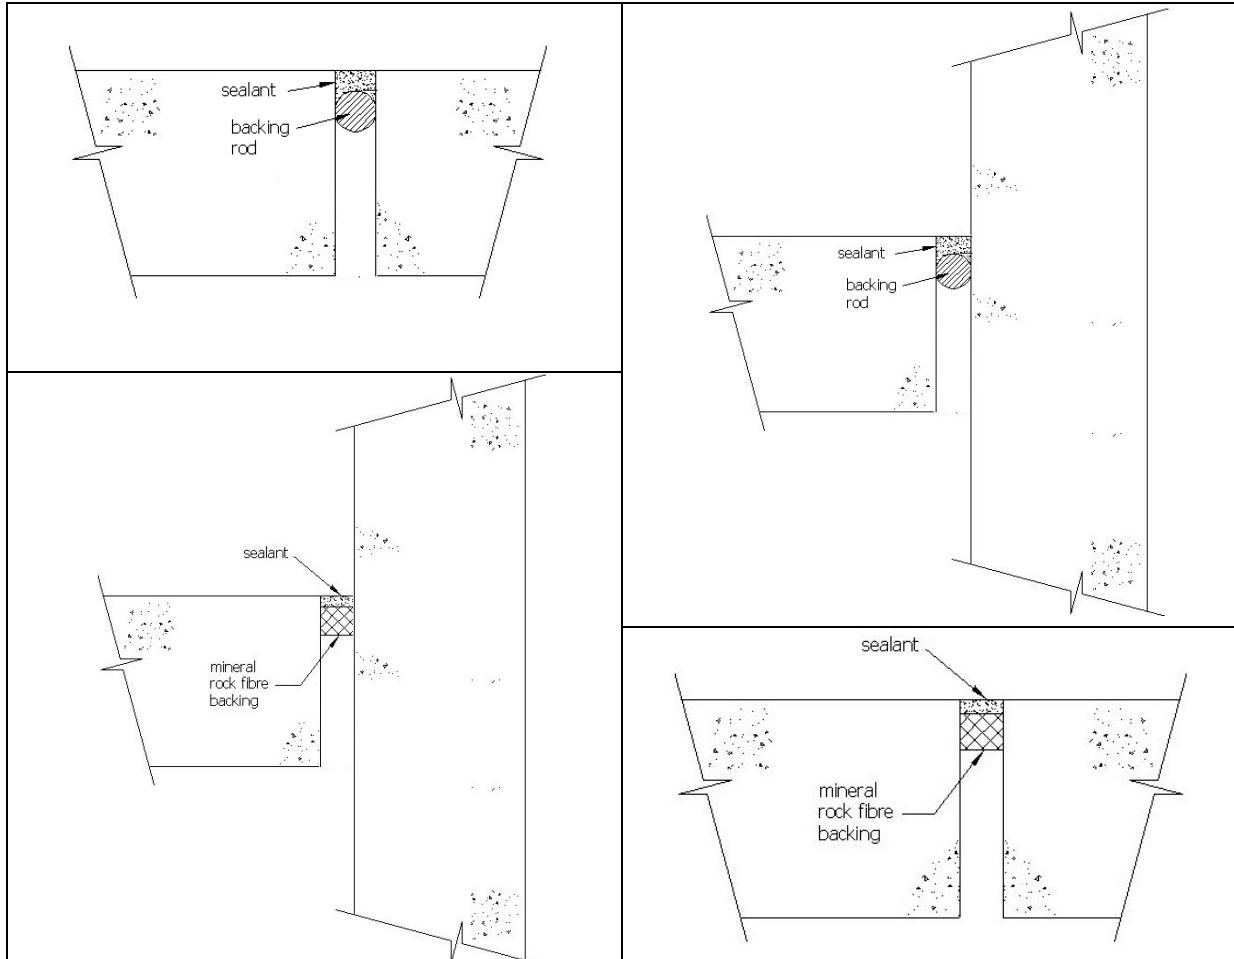 sealant
backing
rod
sealant
backing
rod
sealant
mineral
rock fibre
backing
sealant
mineral
rock fibre
backing